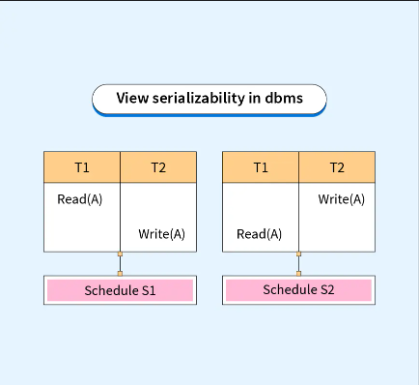 View serializability in dbms
T1 T2
Read(A)
Write(A)
Schedule S1
T1 T2
Write(A)
Read(A)
Schedule S2